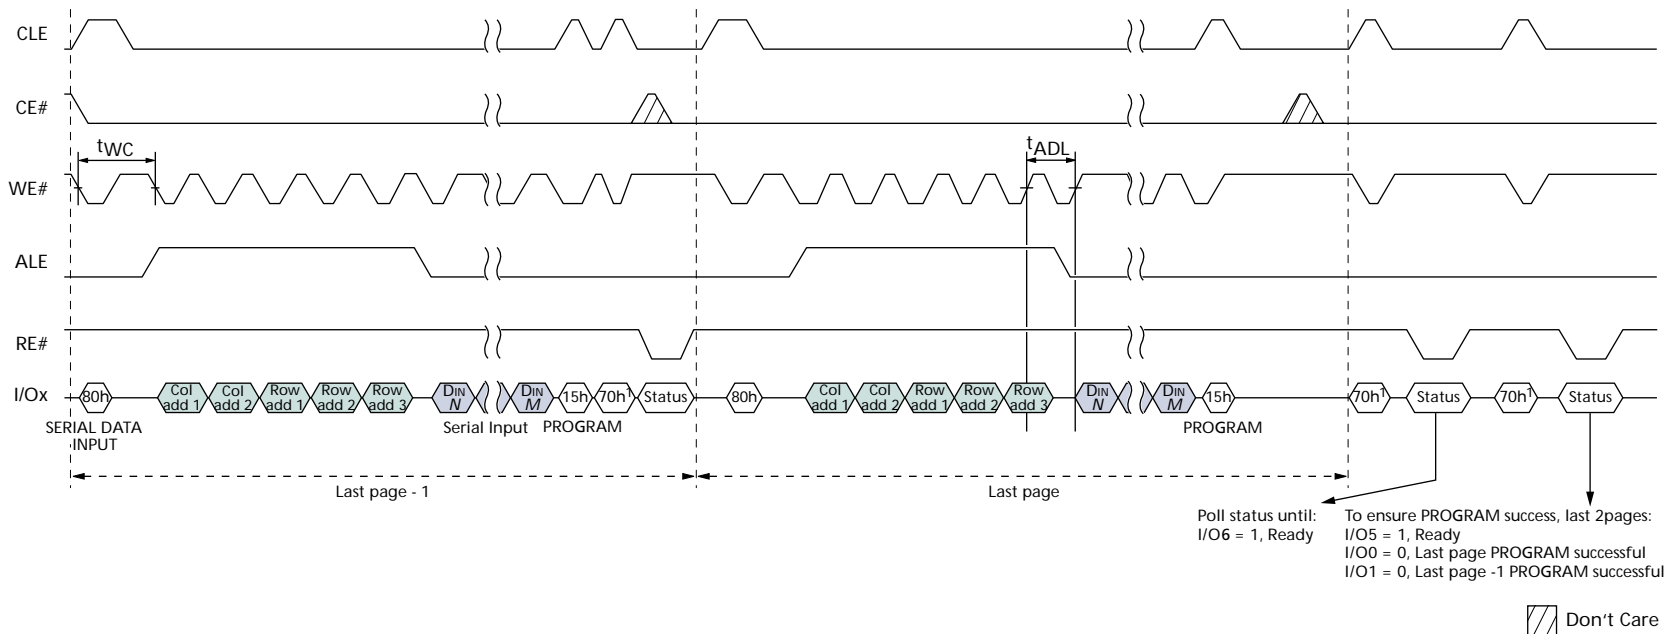 CLE
CE#
tWC
tADL
WE#
ALE
RE#
I/Ox
80h
Col add 1
Col add 2
Row add 1
Row add 2
Row add 3
DIN N
DIN M
15h
70h1
Status
80h
Col add 1
Col add 2
Row add 1
Row add 2
Row add 3
DIN N
DIN M
15h
70h1
Status
70h1
Status
SERIAL DATA
INPUT
Serial Input
PROGRAM
PROGRAM
Last page - 1
Last page
Poll status until:
I/O6 = 1, Ready
To ensure PROGRAM success, last 2pages:
I/O5 = 1, Ready
I/O0 = 0, Last page PROGRAM successful
I/O1 = 0, Last page -1 PROGRAM successful
Don't Care